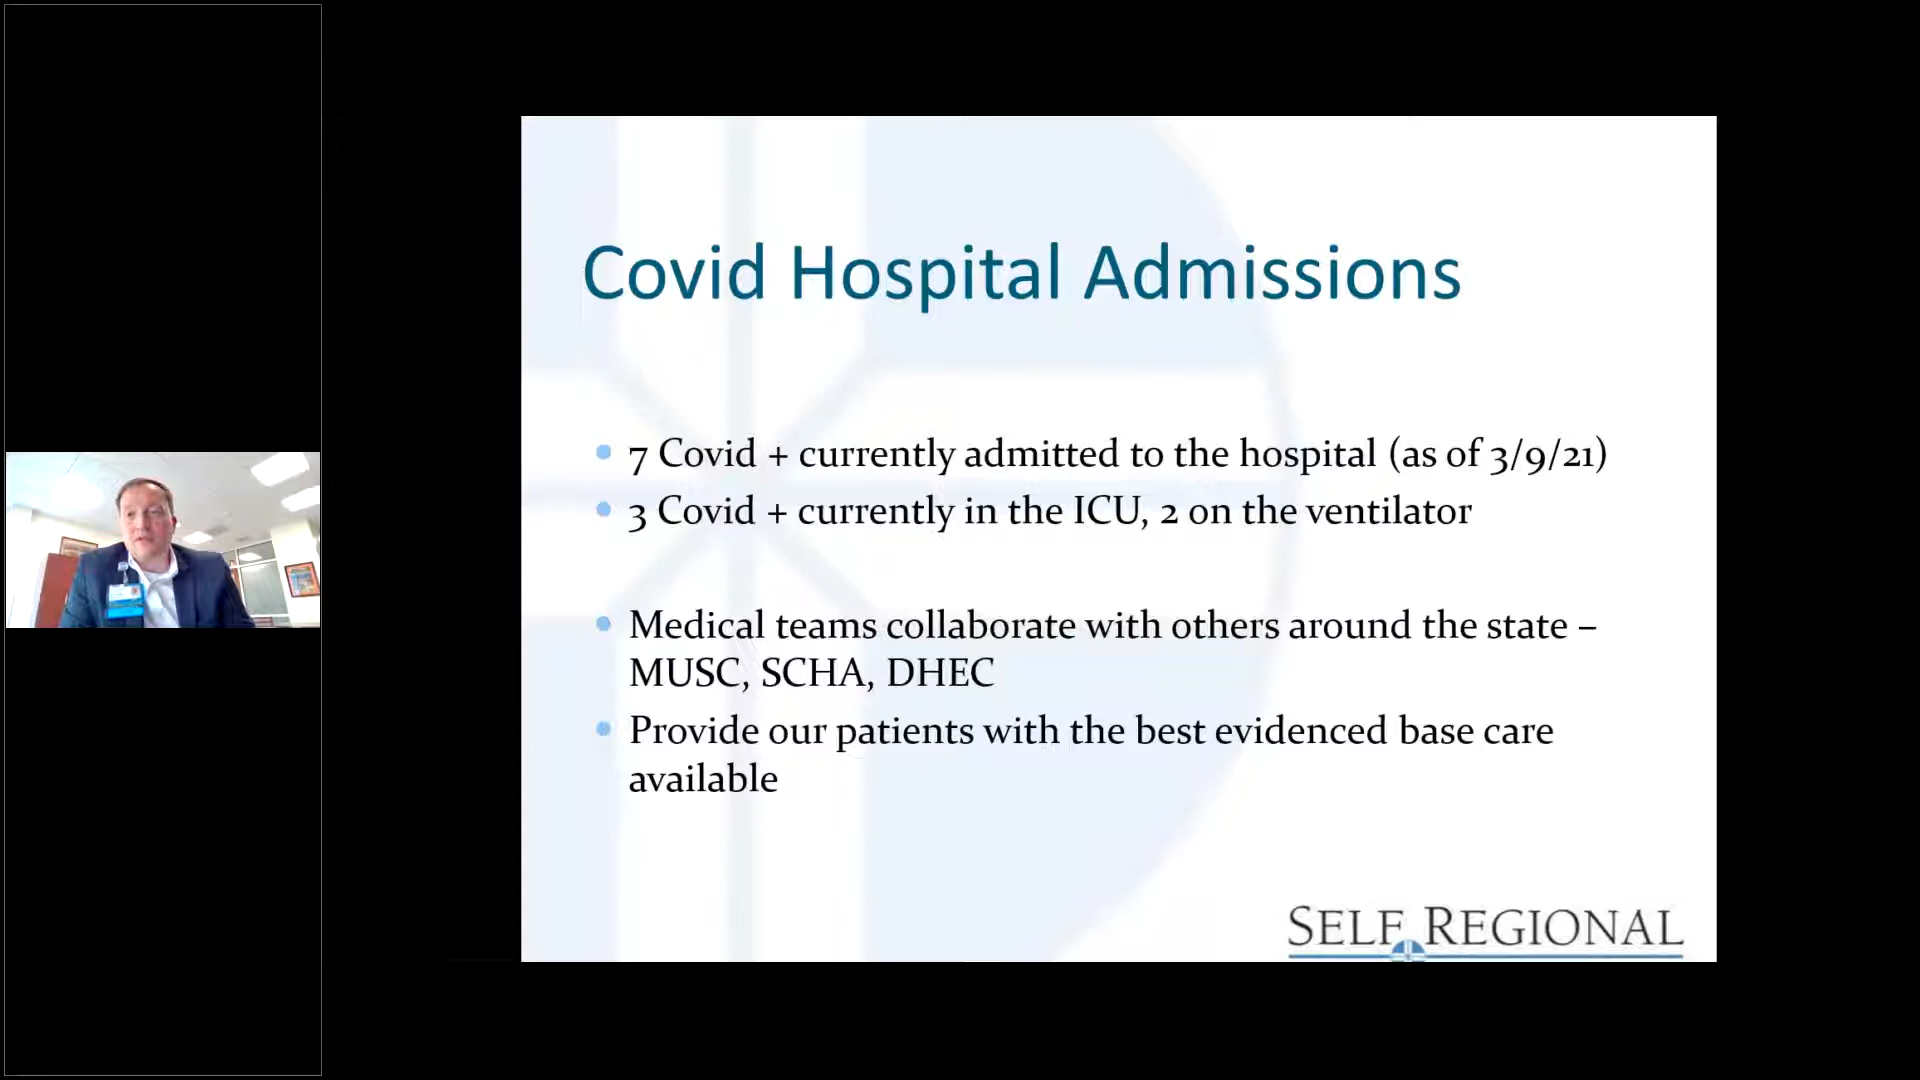 Covid Hospital Admissions
7 Covid + currently admitted to the hospital (as of 3/9/21)
3 Covid + currently in the ICU, 2 on the ventilator
Medical teams collaborate with others around the state –
MUSC, SCHA, DHEC
Provide our patients with the best evidenced base care
available
SELF REGIONAL